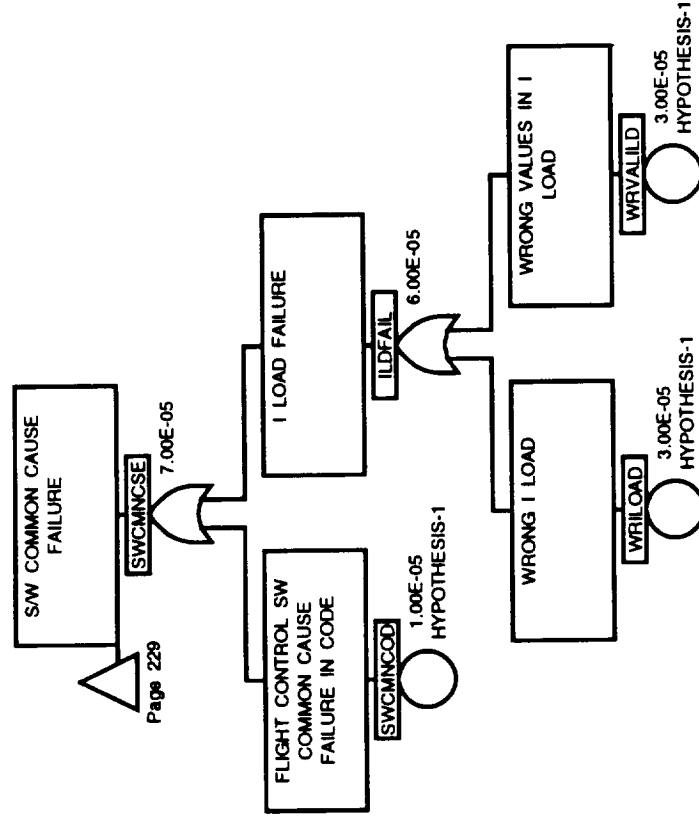 S/W COMMON CAUSE
FAILURE
SWCMNCSE
7.00E-05
Page 229
FLIGHT CONTROL SW
COMMON CAUSE
FAILURE IN CODE
SWCMNCOD
1.00E-05
HYPOTHESIS-1
I LOAD FAILURE
ILDFAIL
6.00E-05
WRONG I LOAD
WRILOAD
3.00E-05
HYPOTHESIS-1
WRONG VALUES IN I
LOAD
WRVALILD
3.00E-05
HYPOTHESIS-1